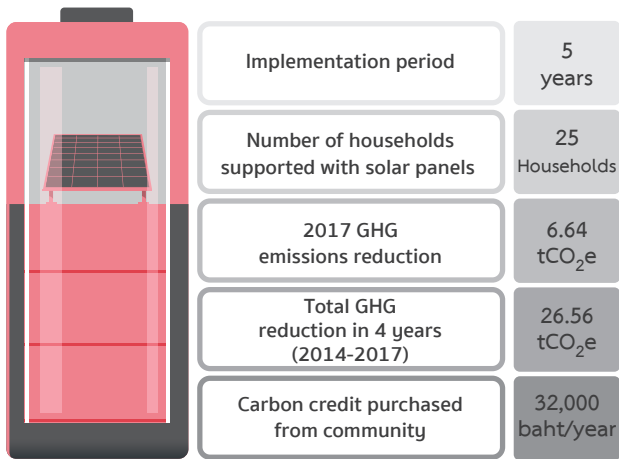 Implementation period
5
years
Number of households
supported with solar panels
25
Households
2017 GHG
emissions reduction
6.64
tCO₂e
Total GHG
reduction in 4 years
(2014-2017)
26.56
tCO₂e
Carbon credit purchased
from community
32,000
baht/year